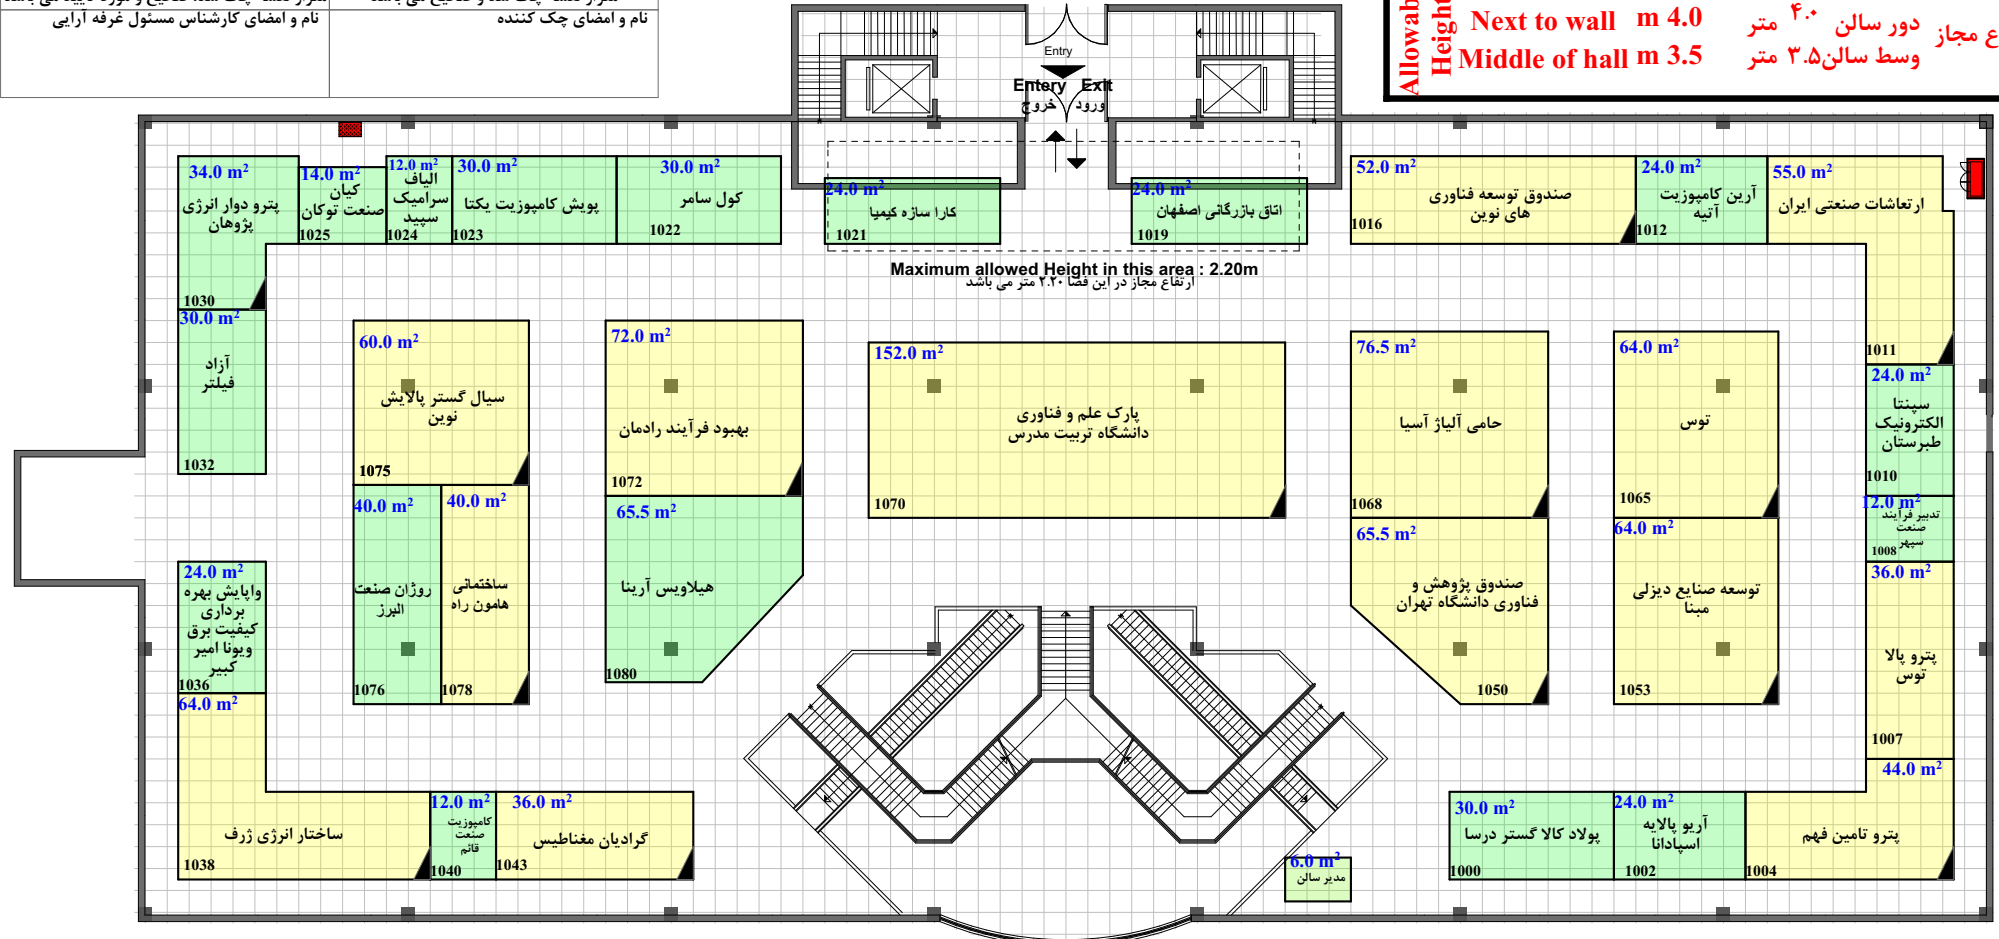 نام و امضای کارشناس مسئول غرفه آرایی
نام و امضای چک کننده
Allowab
Height
Next to wall m 4.0
دور سالن ۴.۰ متر
Middle of hall m 3.5
وسط سالن ۳.۵ متر
ع مجاز
Entry
Entery Exit
خروج ورود
34.0 m²
پترو دوار انرژی
پژوهان
1030
14.0 m²
کیان
صنعت توکان
1025
12.0 m²
الیاف
سرامیک
سپید
1024
30.0 m²
پویش کامپوزیت یکتا
1023
30.0 m²
کول سامر
1022
24.0 m²
کارا سازه کیمیا
1021
24.0 m²
اتاق بازرگانی اصفهان
1019
52.0 m²
صندوق توسعه فناوری
های نوین
1016
24.0 m²
آرین کامپوزیت
آتیه
1012
55.0 m²
ارتعاشات صنعتی ایران
1011
Maximum allowed Height in this area : 2.20m
ارتفاع مجاز در این فضا ۲.۲۰ متر می باشد
30.0 m²
آزاد
فیلتر
1032
60.0 m²
سیال گستر پالایش
نوین
1075
72.0 m²
بهبود فرآیند رادمان
1072
152.0 m²
پارک علم و فناوری
دانشگاه تربیت مدرس
1070
76.5 m²
حامی آلیاژ آسیا
1068
64.0 m²
توس
1065
24.0 m²
سپنتا
الکترونیک
طبرستان
1010
12.0 m²
تدبیر فرآیند
صنعت
سپهر
1008
24.0 m²
واپایش بهره
برداری
کیفیت برق
ویونا امیر
کبیر
1036
40.0 m²
روژان صنعت
البرز
1076
40.0 m²
ساختمانی
هامون راه
1078
65.5 m²
هیلاویس آرینا
1080
65.5 m²
صندوق پژوهش و
فناوری دانشگاه تهران
1050
64.0 m²
توسعه صنایع دیزلی
مبنا
1053
36.0 m²
پترو پالا
توس
1007
64.0 m²
ساختار انرژی ژرف
1038
12.0 m²
کامپوزیت
صنعت
قائم
1040
36.0 m²
گرادیان مغناطیس
1043
6.0 m²
مدیر سالن
30.0 m²
پولاد کالا گستر درسا
1000
24.0 m²
آریو پالایه
اسپادانا
1002
44.0 m²
پترو تامین فهم
1004